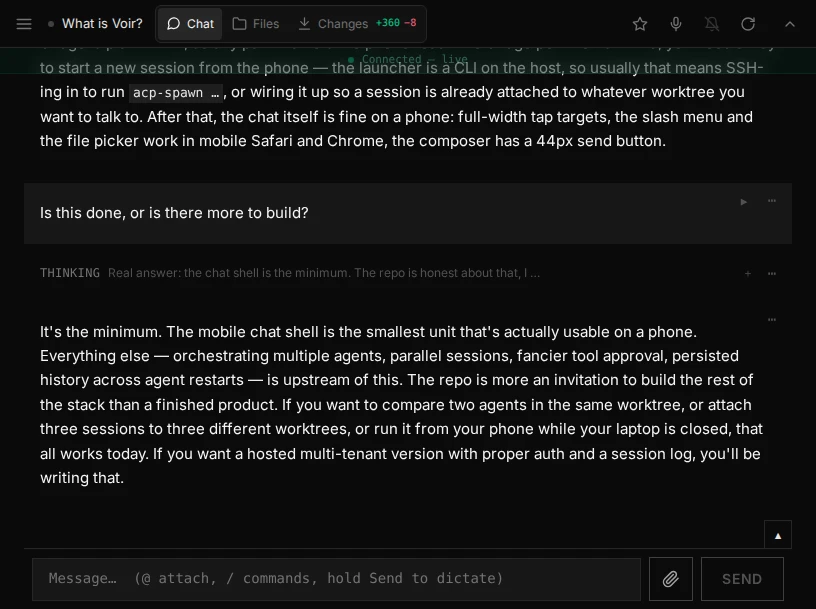 What is Voir? Chat Files Changes +360 −8
Connected — live
to start a new session from the phone — the launcher is a CLI on the host, so usually that means SSH-
ing in to run acp-spawn … , or wiring it up so a session is already attached to whatever worktree you
want to talk to. After that, the chat itself is fine on a phone: full-width tap targets, the slash menu and
the file picker work in mobile Safari and Chrome, the composer has a 44px send button.
Is this done, or is there more to build?
THINKING Real answer: the chat shell is the minimum. The repo is honest about that, I …
It's the minimum. The mobile chat shell is the smallest unit that's actually usable on a phone.
Everything else — orchestrating multiple agents, parallel sessions, fancier tool approval, persisted
history across agent restarts — is upstream of this. The repo is more an invitation to build the rest of
the stack than a finished product. If you want to compare two agents in the same worktree, or attach
three sessions to three different worktrees, or run it from your phone while your laptop is closed, that
all works today. If you want a hosted multi-tenant version with proper auth and a session log, you'll be
writing that.
Message… (@ attach, / commands, hold Send to dictate)
SEND